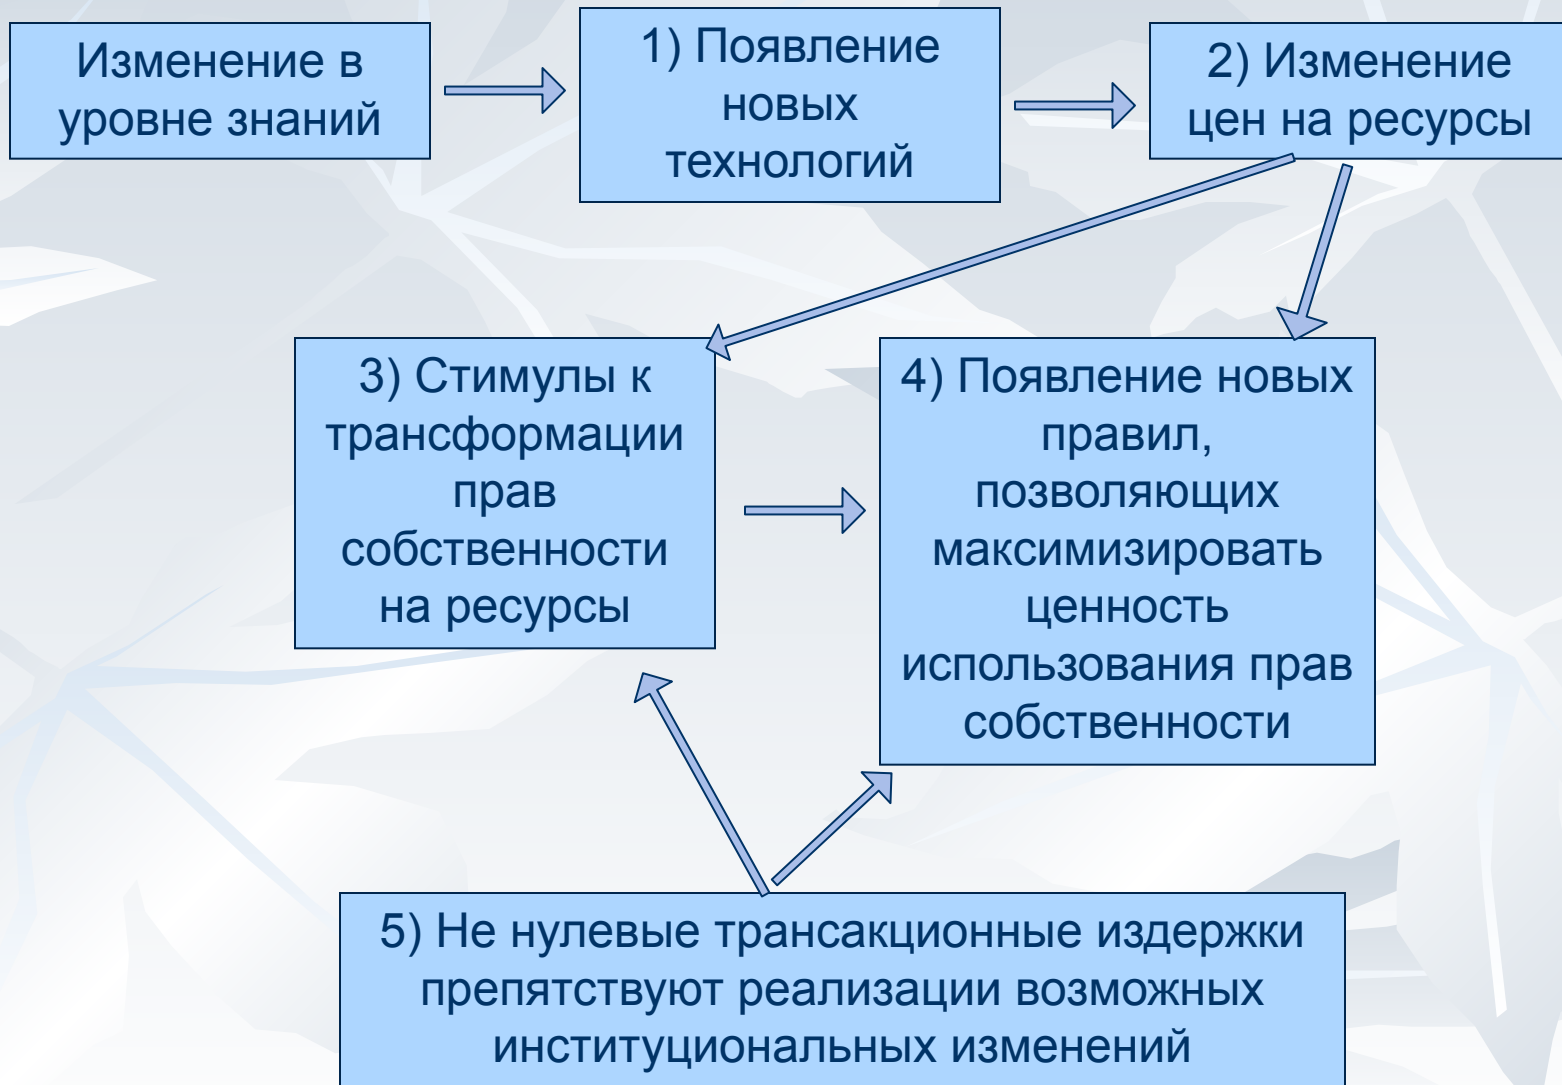 Изменение в
уровне знаний
1) Появление
новых
технологий
2) Изменение
цен на ресурсы
3) Стимулы к
трансформации
прав
собственности
на ресурсы
4) Появление новых
правил,
позволяющих
максимизировать
ценность
использования прав
собственности
5) Не нулевые трансакционные издержки
препятствуют реализации возможных
институциональных изменений